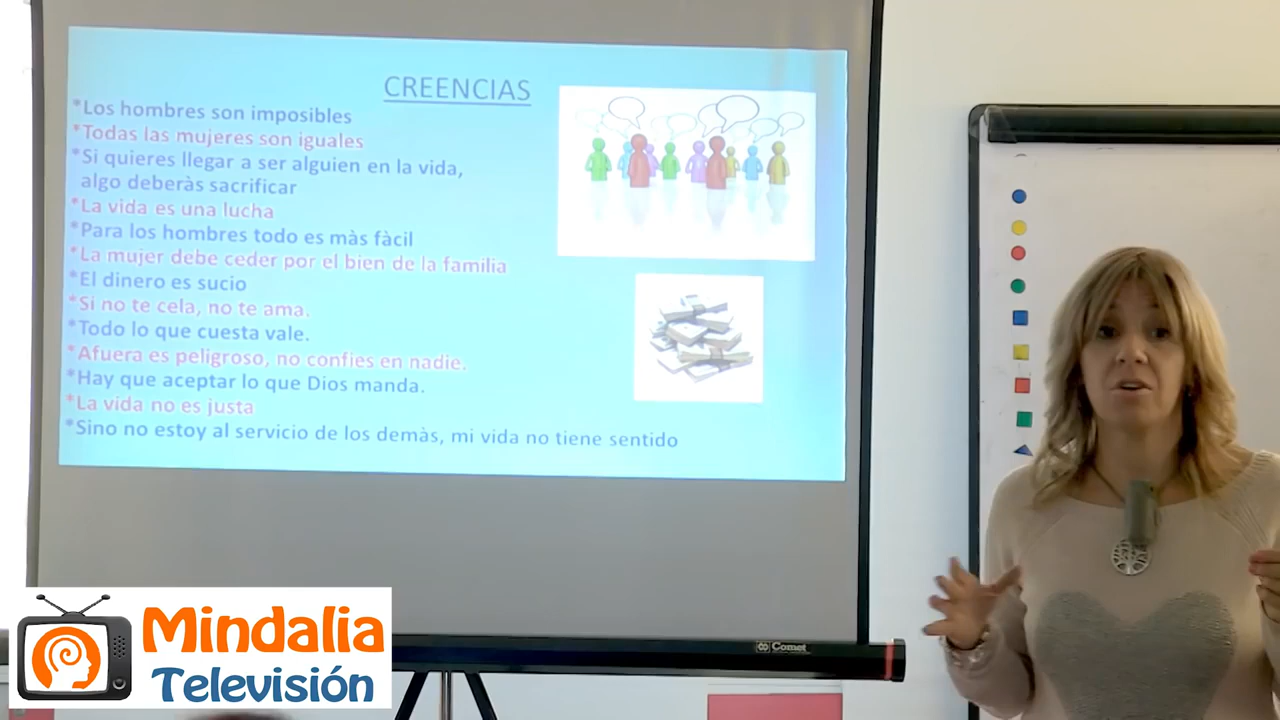 CREENCIAS
*Los hombres son imposibles
*Todas las mujeres son iguales
*Si quieres llegar a ser alguien en la vida,
algo deberàs sacrificar
*La vida es una lucha
*Para los hombres todo es màs fàcil
*La mujer debe ceder por el bien de la familia
*El dinero es sucio
*Si no te cela, no te ama.
*Todo lo que cuesta vale.
*Afuera es peligroso, no confies en nadie.
*Hay que aceptar lo que Dios manda.
*La vida no es justa
*Sino no estoy al servicio de los demàs, mi vida no tiene sentido
Comet
Mindalia
Televisión